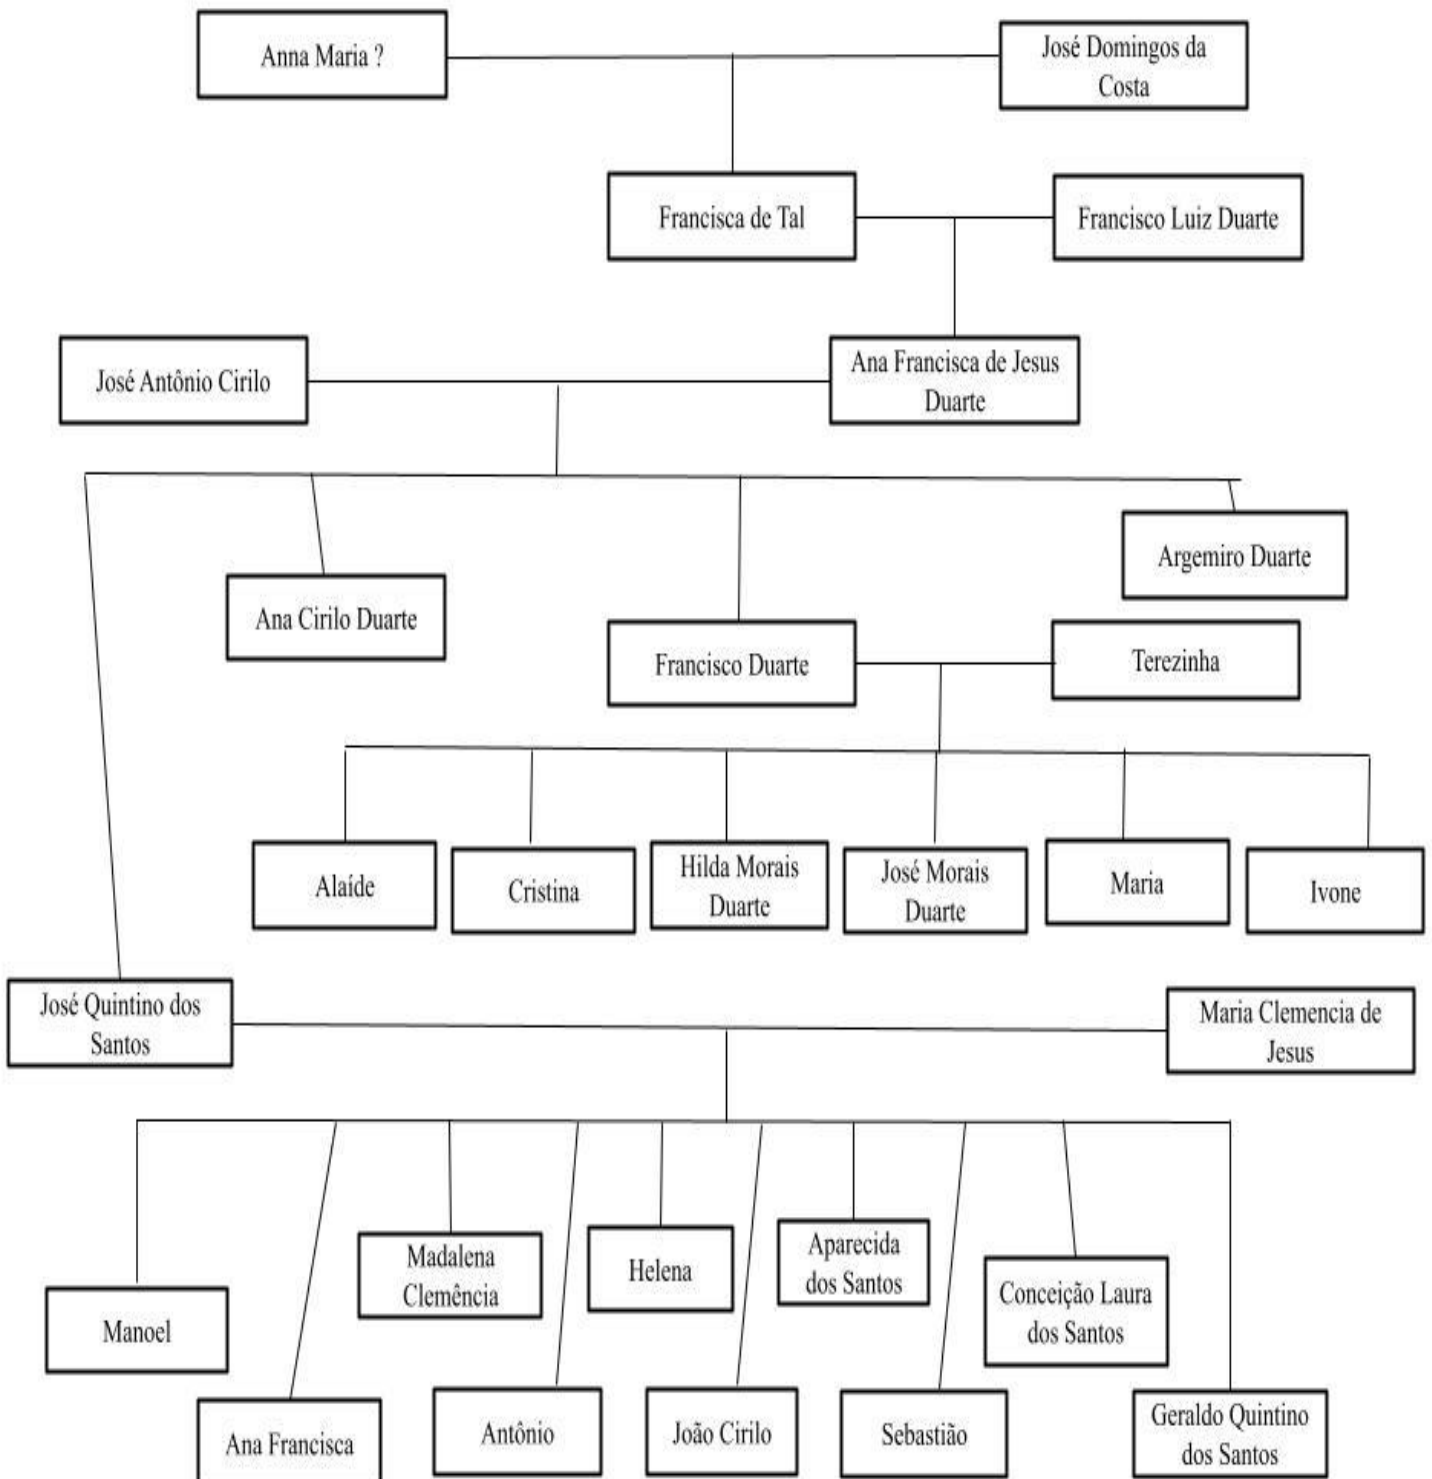 Anna Maria ?
José Domingos da
Costa
Francisca de Tal
Francisco Luiz Duarte
José Antônio Cirilo
Ana Francisca de Jesus
Duarte
Argemiro Duarte
Ana Cirilo Duarte
Francisco Duarte
Terezinha
Alaíde
Cristina
Hilda Morais
Duarte
José Morais
Duarte
Maria
Ivone
José Quintino dos
Santos
Maria Clemencia de
Jesus
Manoel
Ana Francisca
Madalena
Clemência
Antônio
Helena
João Cirilo
Aparecida
dos Santos
Sebastião
Conceição Laura
dos Santos
Geraldo Quintino
dos Santos